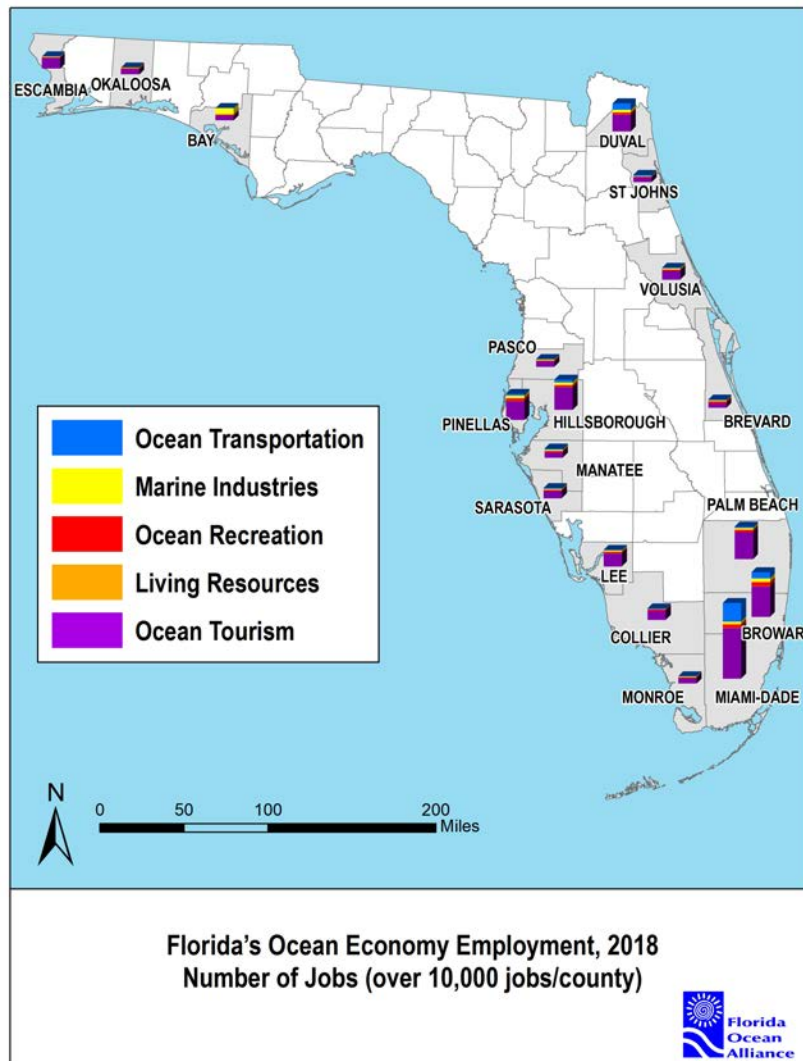 ESCAMBIA
OKALOOSA
BAY
DUVAL
ST JOHNS
VOLUSIA
PASCO
PINELLAS
HILLSBOROUGH
BREVARD
MANATEE
SARASOTA
PALM BEACH
LEE
COLLIER
BROWAR
MONROE
MIAMI-DADE
Ocean Transportation
Marine Industries
Ocean Recreation
Living Resources
Ocean Tourism
N
0 50 100 200
Miles
Florida's Ocean Economy Employment, 2018
Number of Jobs (over 10,000 jobs/county)
Florida
Ocean
Alliance